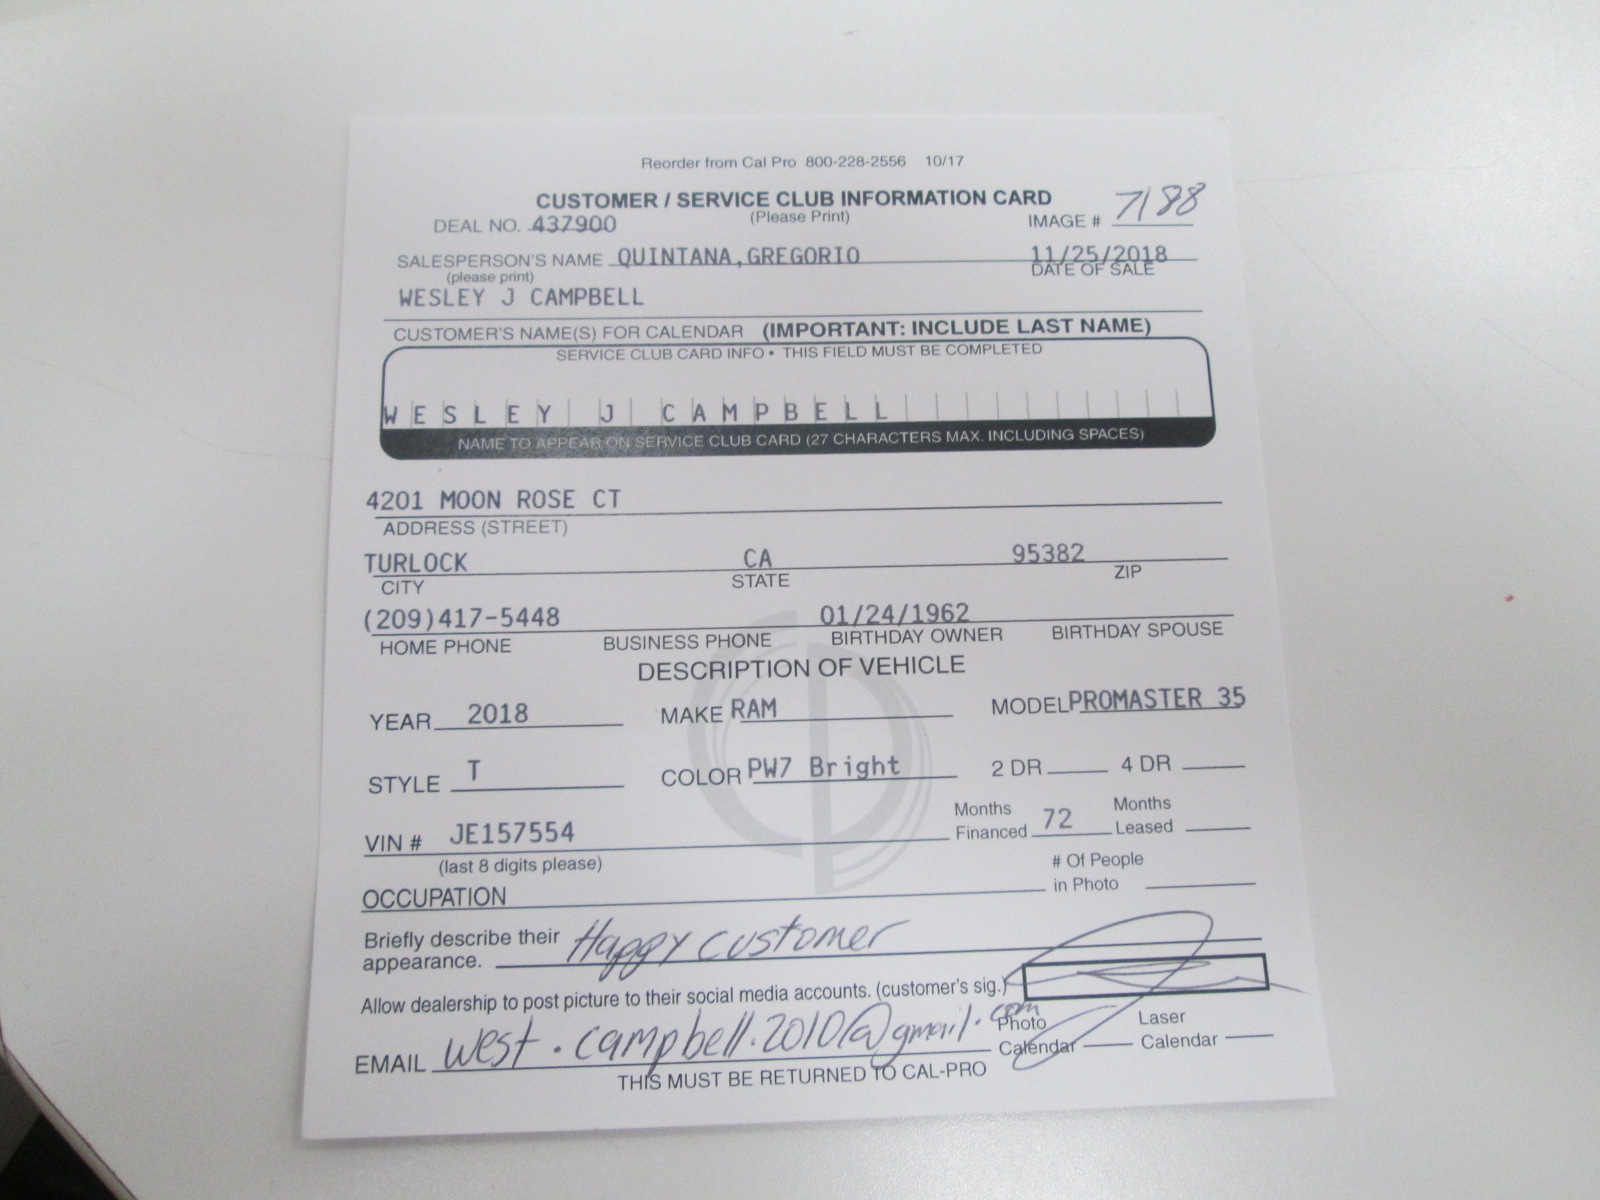 Reorder from Cal Pro 800-228-2556 10/17
CUSTOMER / SERVICE CLUB INFORMATION CARD
DEAL NO. 437900 (Please Print) IMAGE # 7188
SALESPERSON'S NAME QUINTANA,GREGORIO 11/25/2018
(please print) DATE OF SALE
WESLEY J CAMPBELL
CUSTOMER'S NAME(S) FOR CALENDAR (IMPORTANT: INCLUDE LAST NAME)
SERVICE CLUB CARD INFO • THIS FIELD MUST BE COMPLETED
WESLEY J CAMPBELL
NAME TO APPEAR ON SERVICE CLUB CARD (27 CHARACTERS MAX. INCLUDING SPACES)
4201 MOON ROSE CT
ADDRESS (STREET)
TURLOCK CA 95382
CITY STATE ZIP
(209)417-5448 01/24/1962
HOME PHONE BUSINESS PHONE BIRTHDAY OWNER BIRTHDAY SPOUSE
DESCRIPTION OF VEHICLE
YEAR 2018 MAKE RAM MODEL PROMASTER 35
STYLE T COLOR PW7 Bright 2 DR 4 DR
Months Months
VIN # JE157554 Financed 72 Leased
(last 8 digits please) # Of People
OCCUPATION in Photo
Briefly describe their Happy customer
appearance.
Allow dealership to post picture to their social media accounts. (customer's sig.)
Photo Laser
EMAIL west.campbell.2010@gmail.com Calendar Calendar
THIS MUST BE RETURNED TO CAL-PRO